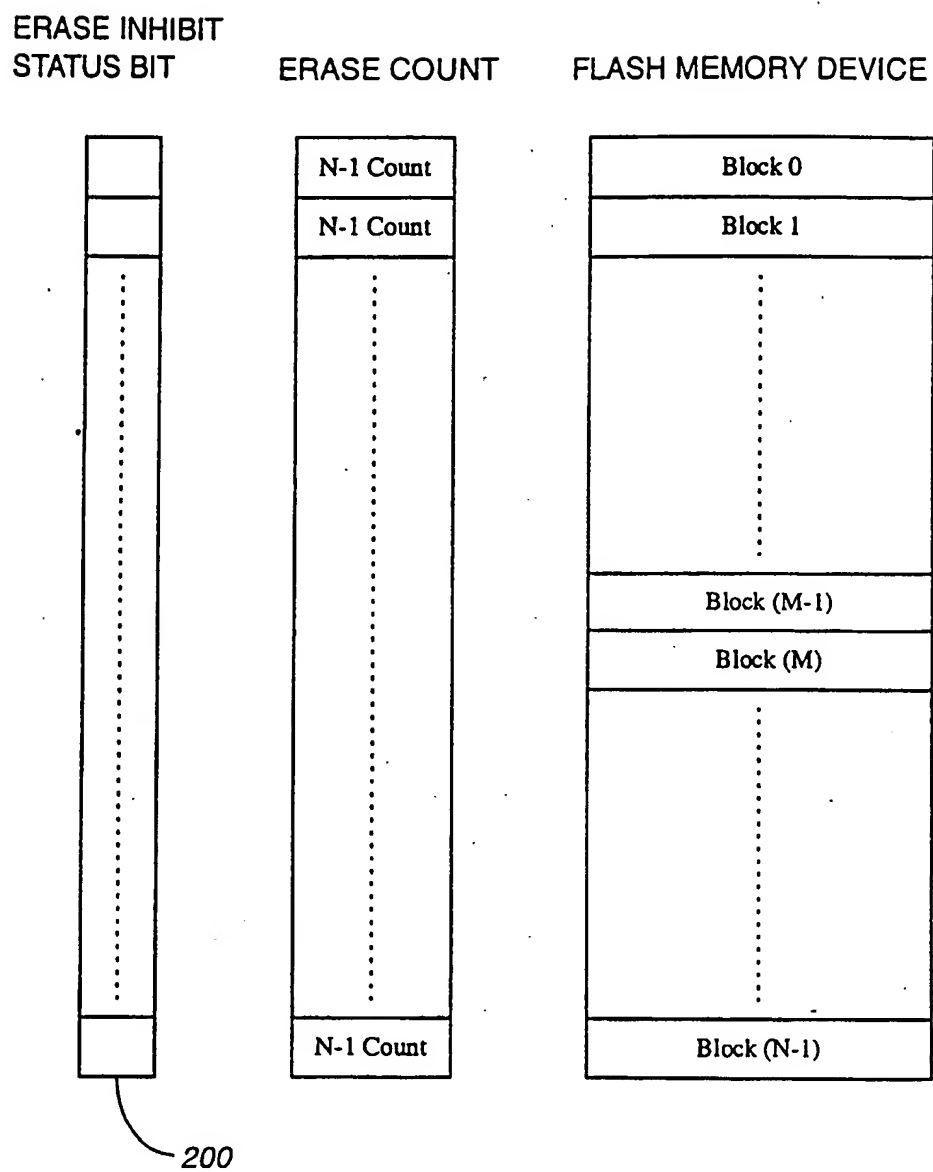 ERASE INHIBIT
STATUS BIT
ERASE COUNT
FLASH MEMORY DEVICE
N-1 Count
Block 0
N-1 Count
Block 1
Block (M-1)
Block (M)
N-1 Count
Block (N-1)
200